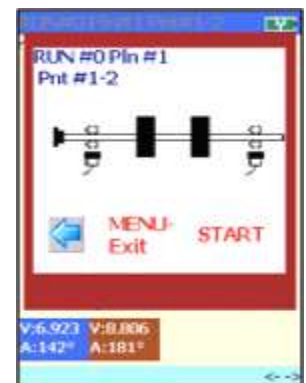 RUN #0 Pln #1
Pnt #1-2
MENU-
Exit
START
V:6.923 V:8.806
A:142° A:181°
<- ->